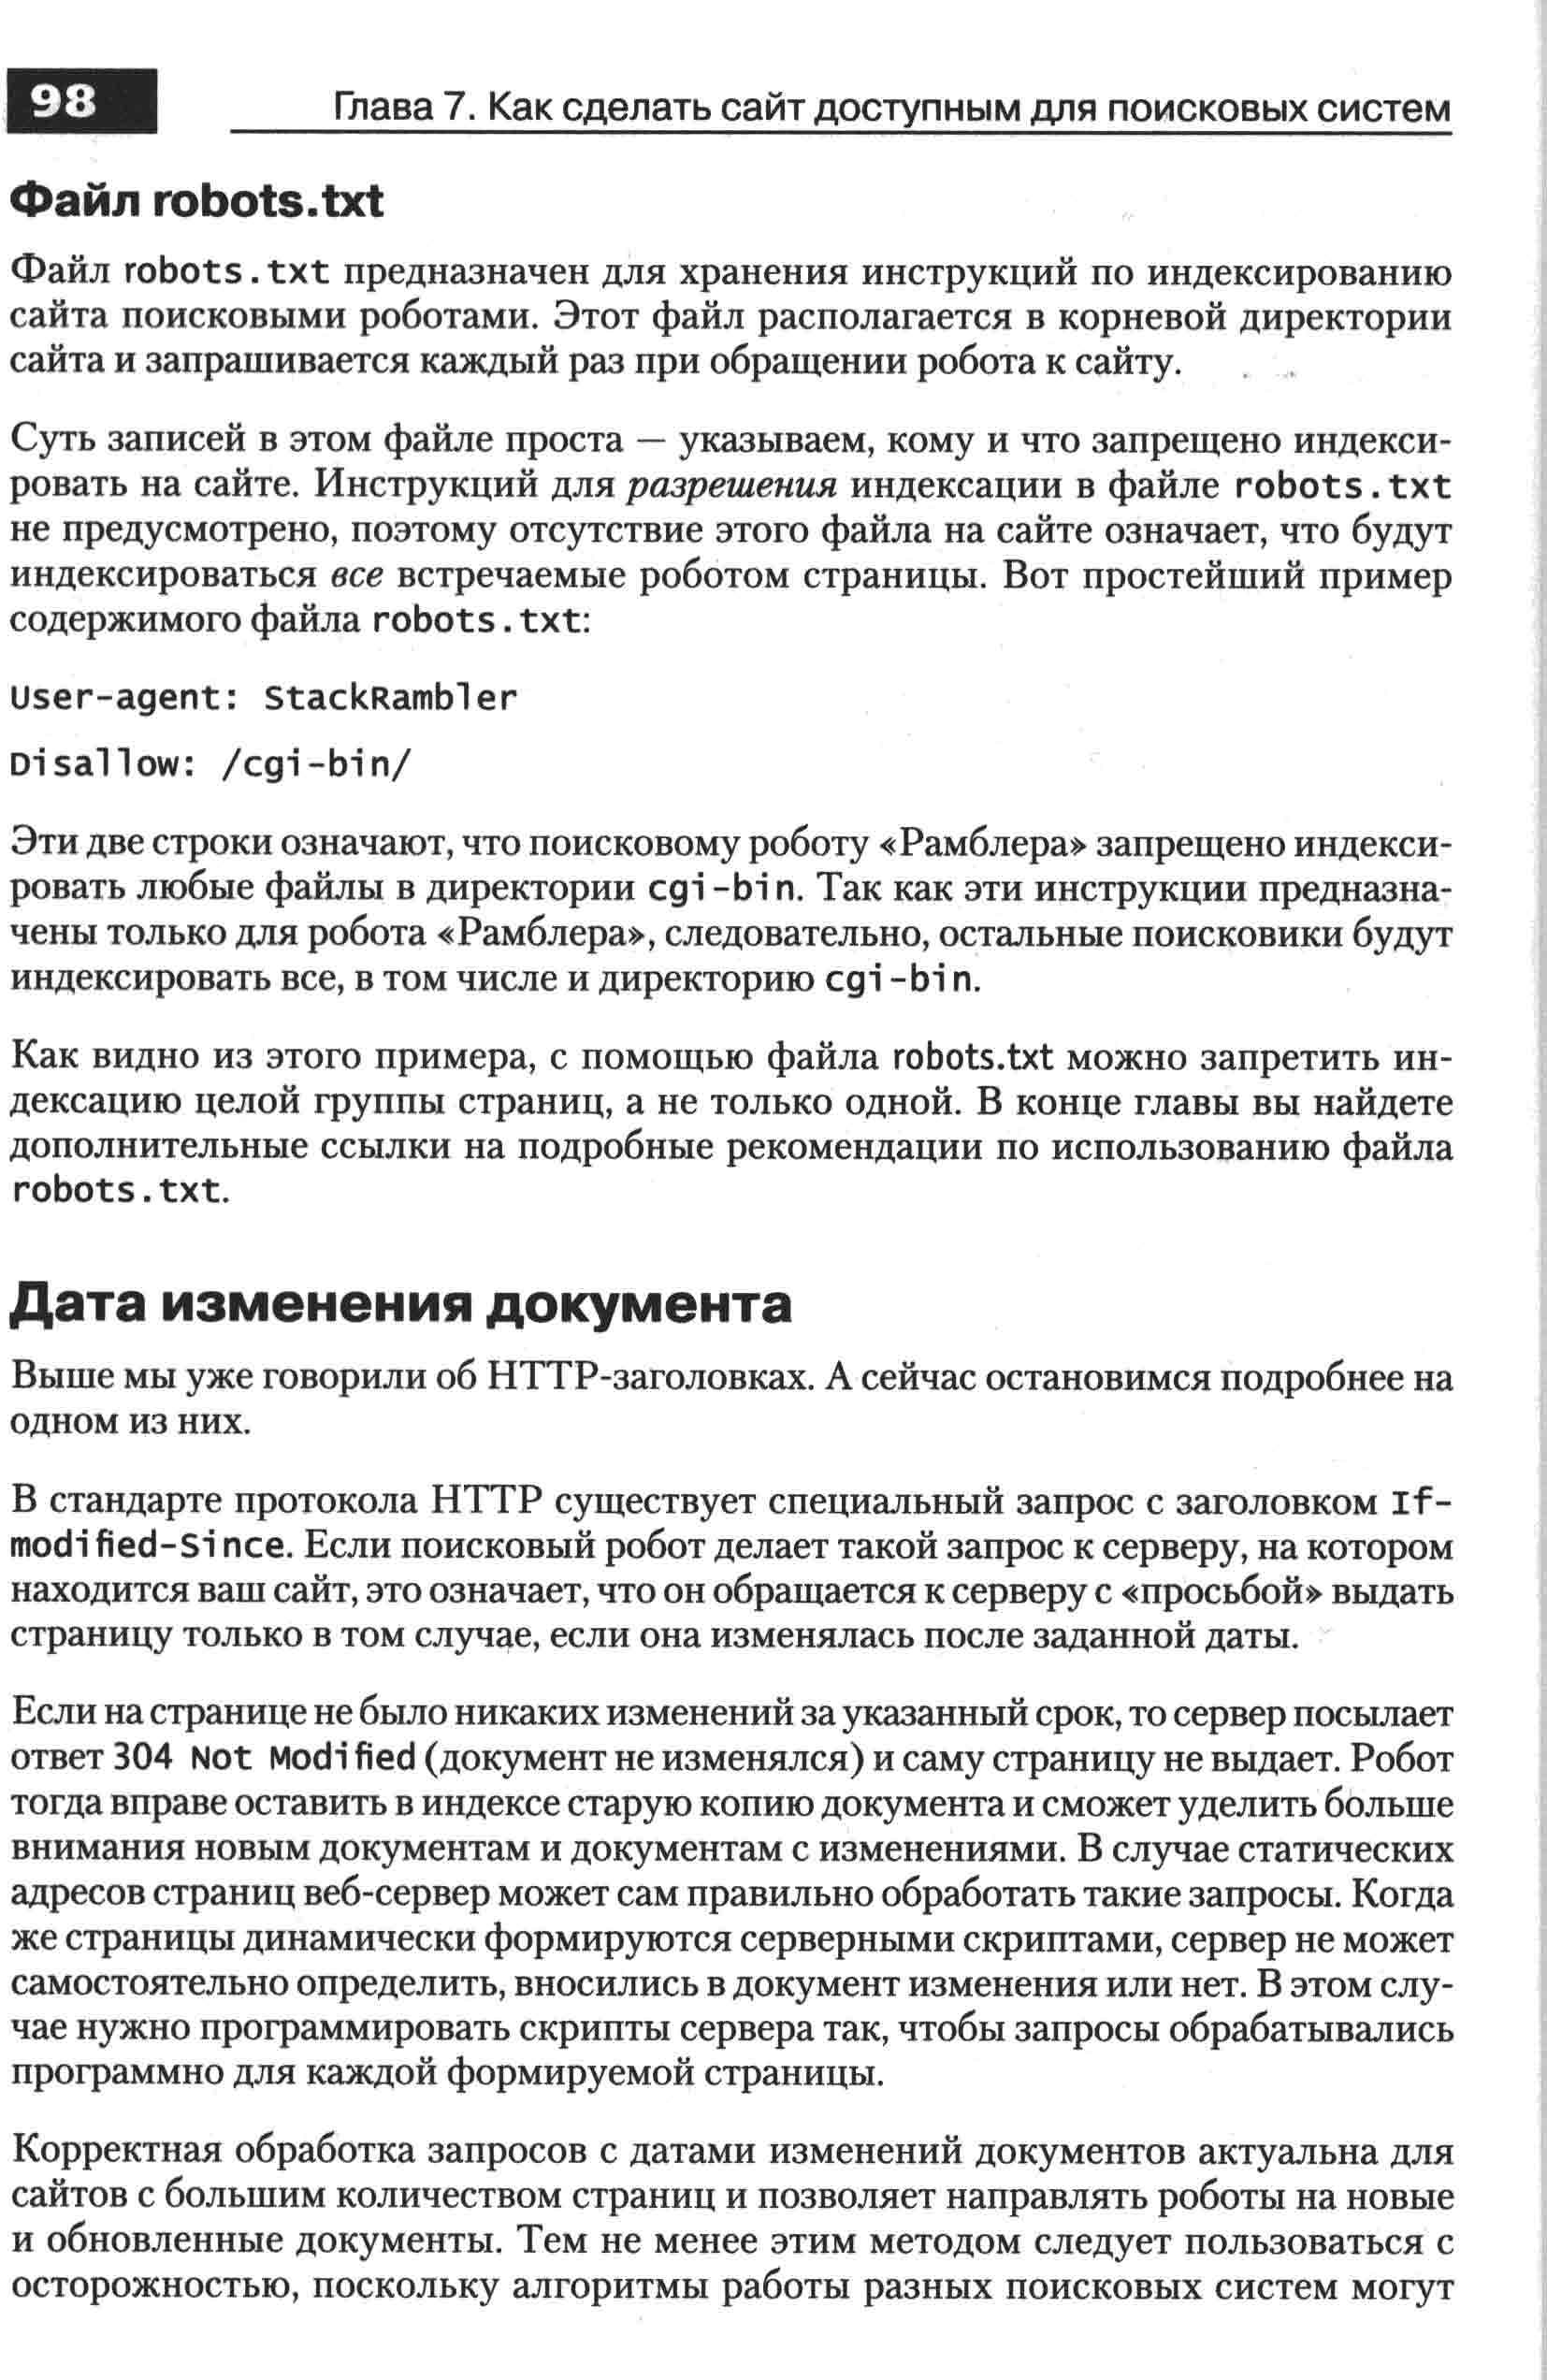 98
Глава 7. Как сделать сайт доступным для поисковых систем
Файл robots.txt
Файл robots.txt предназначен для хранения инструкций по индексированию
сайта поисковыми роботами. Этот файл располагается в корневой директории
сайта и запрашивается каждый раз при обращении робота к сайту.
Суть записей в этом файле проста — указываем, кому и что запрещено индекси-
ровать на сайте. Инструкций для разрешения индексации в файле robots.txt
не предусмотрено, поэтому отсутствие этого файла на сайте означает, что будут
индексироваться все встречаемые роботом страницы. Вот простейший пример
содержимого файла robots.txt:
User-agent: StackRambler
Disallow: /cgi-bin/
Эти две строки означают, что поисковому роботу «Рамблера» запрещено индекси-
ровать любые файлы в директории cgi-bin. Так как эти инструкции предназна-
чены только для робота «Рамблера», следовательно, остальные поисковики будут
индексировать все, в том числе и директорию cgi-bin.
Как видно из этого примера, с помощью файла robots.txt можно запретить ин-
дексацию целой группы страниц, а не только одной. В конце главы вы найдете
дополнительные ссылки на подробные рекомендации по использованию файла
robots.txt.
Дата изменения документа
Выше мы уже говорили об HTTP-заголовках. А сейчас остановимся подробнее на
одном из них.
В стандарте протокола HTTP существует специальный запрос с заголовком If-
modified-Since. Если поисковый робот делает такой запрос к серверу, на котором
находится ваш сайт, это означает, что он обращается к серверу с «просьбой» выдать
страницу только в том случае, если она изменялась после заданной даты.
Если на странице не было никаких изменений за указанный срок, то сервер посылает
ответ 304 Not Modified (документ не изменялся) и саму страницу не выдает. Робот
тогда вправе оставить в индексе старую копию документа и сможет уделить больше
внимания новым документам и документам с изменениями. В случае статических
адресов страниц веб-сервер может сам правильно обработать такие запросы. Когда
же страницы динамически формируются серверными скриптами, сервер не может
самостоятельно определить, вносились в документ изменения или нет. В этом слу-
чае нужно программировать скрипты сервера так, чтобы запросы обрабатывались
программно для каждой формируемой страницы.
Корректная обработка запросов с датами изменений документов актуальна для
сайтов с большим количеством страниц и позволяет направлять роботы на новые
и обновленные документы. Тем не менее этим методом следует пользоваться с
осторожностью, поскольку алгоритмы работы разных поисковых систем могут